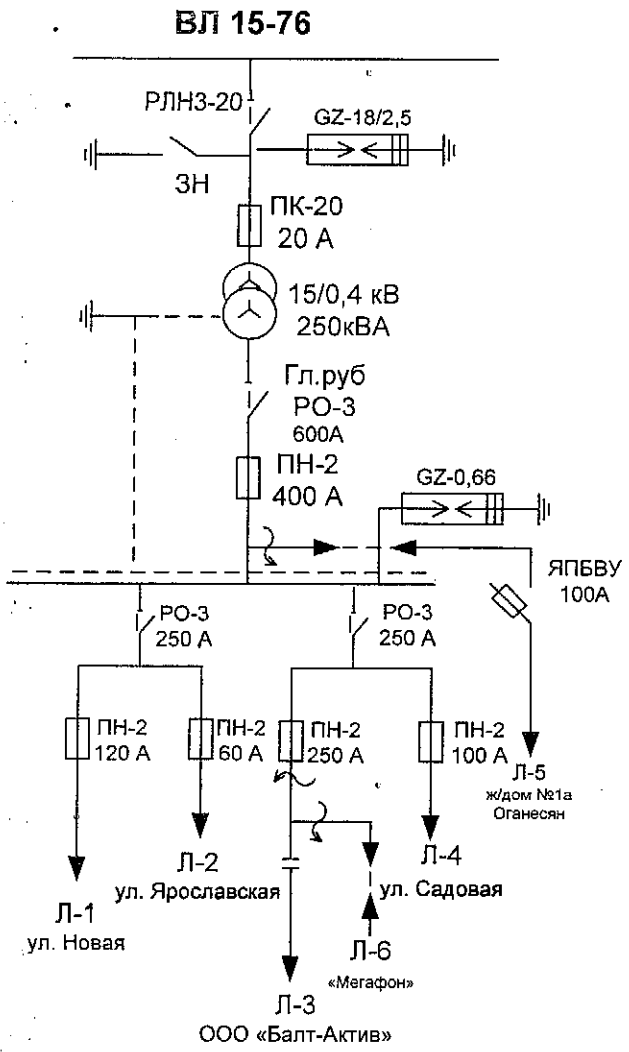 ВЛ 15-76
РЛНЗ-20
GZ-18/2,5
ЗН
ПК-20
20 А
15/0,4 кВ
250кВА
Гл.руб
РО-3
600А
ПН-2
400 А
GZ-0,66
ЯПБВУ
100А
РО-3
250 А
РО-3
250 А
ПН-2
120 А
ПН-2
60 А
ПН-2
250 А
ПН-2
100 А
Л-5
ж/дом №1а
Оганесян
Л-2
ул. Ярославская
Л-4
ул. Садовая
Л-1
ул. Новая
Л-6
«Мегафон»
Л-3
ООО «Балт-Актив»